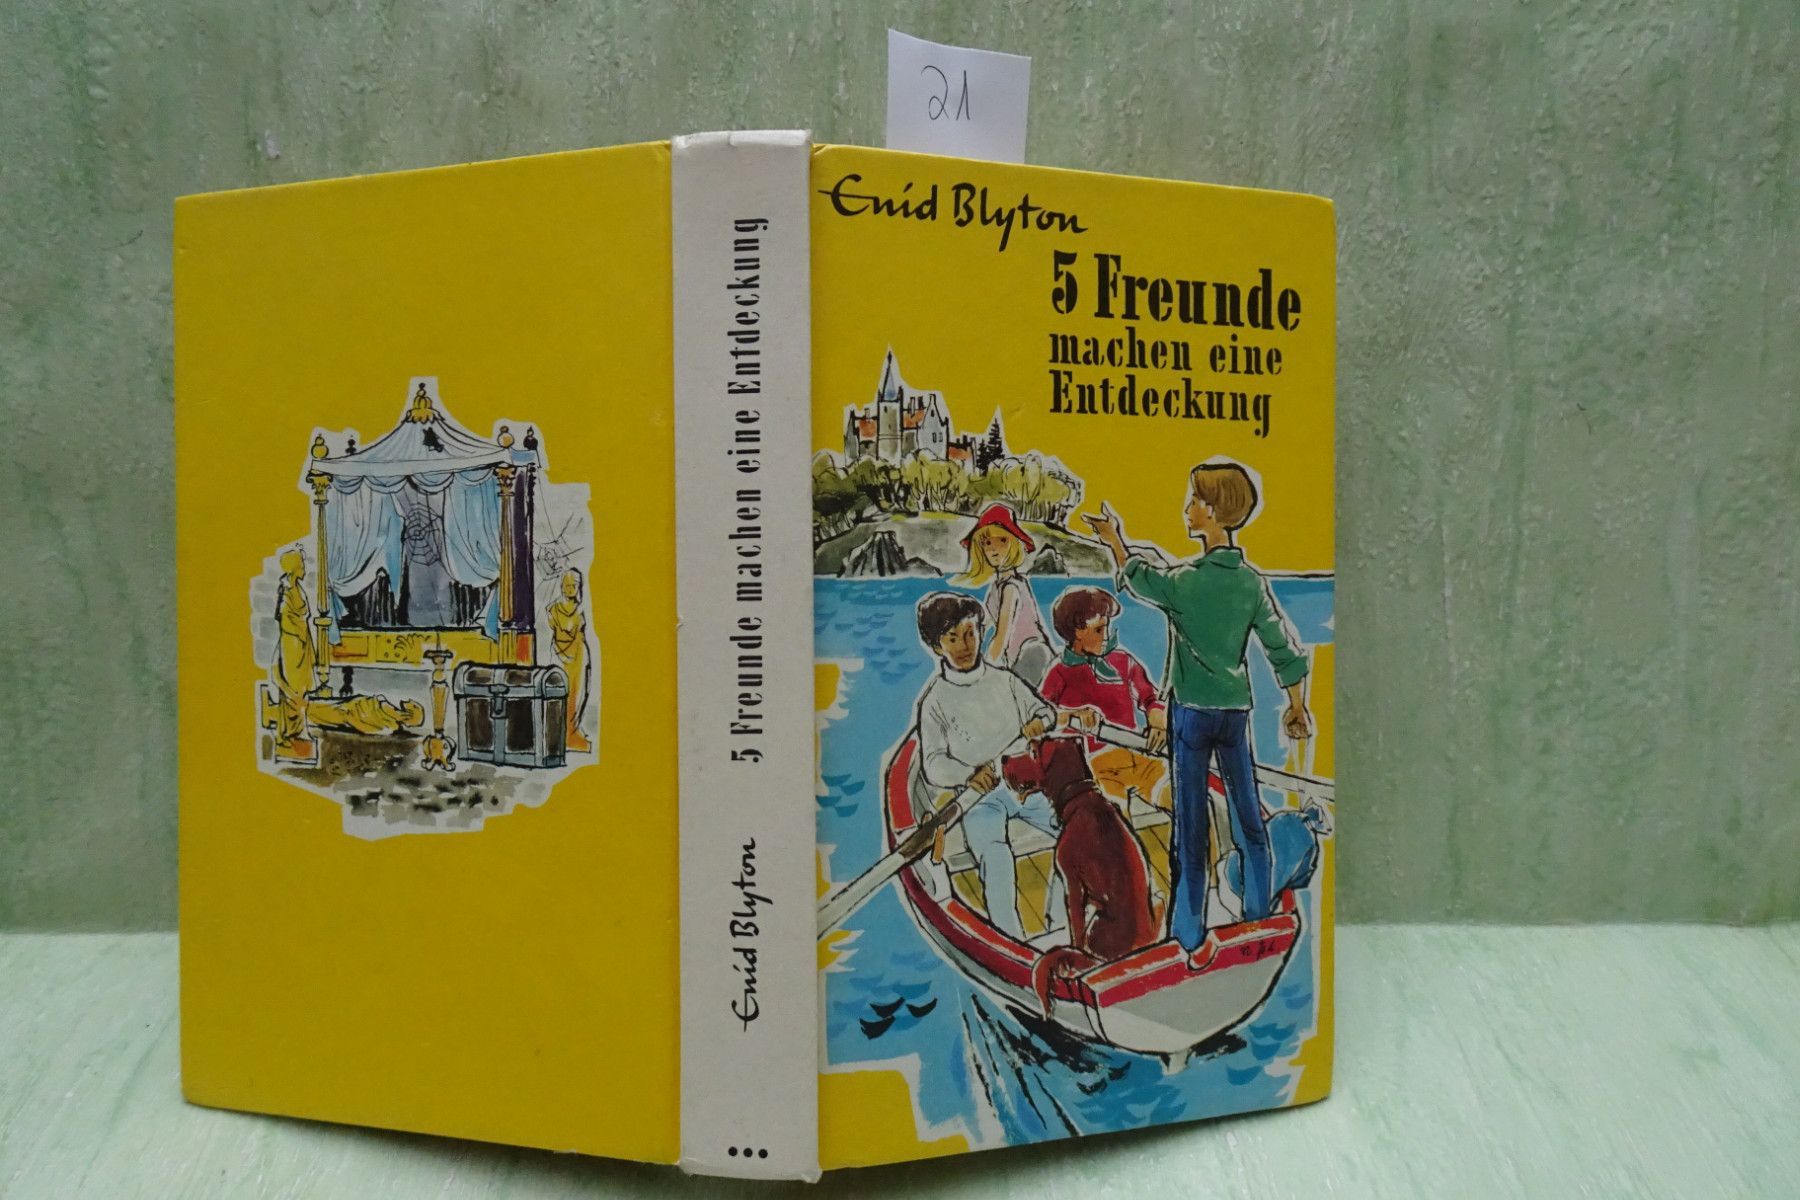 21
Enid Blyton
5 Freunde
machen eine
Entdeckung
Enid Blyton 5 Freunde machen eine Entdeckung